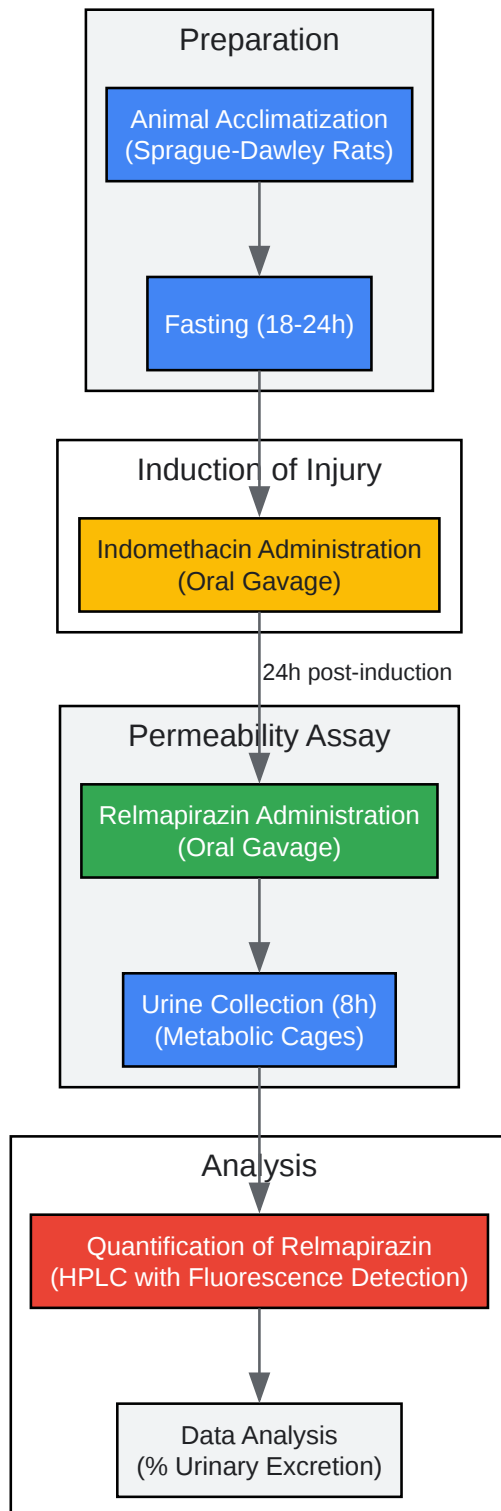 Preparation
Animal Acclimatization
(Sprague-Dawley Rats)
Fasting (18-24h)
Induction of Injury
Indomethacin Administration
(Oral Gavage)
24h post-induction
Permeability Assay
Relmapirazin Administration
(Oral Gavage)
Urine Collection (8h)
(Metabolic Cages)
Analysis
Quantification of Relmapirazin
(HPLC with Fluorescence Detection)
Data Analysis
(% Urinary Excretion)